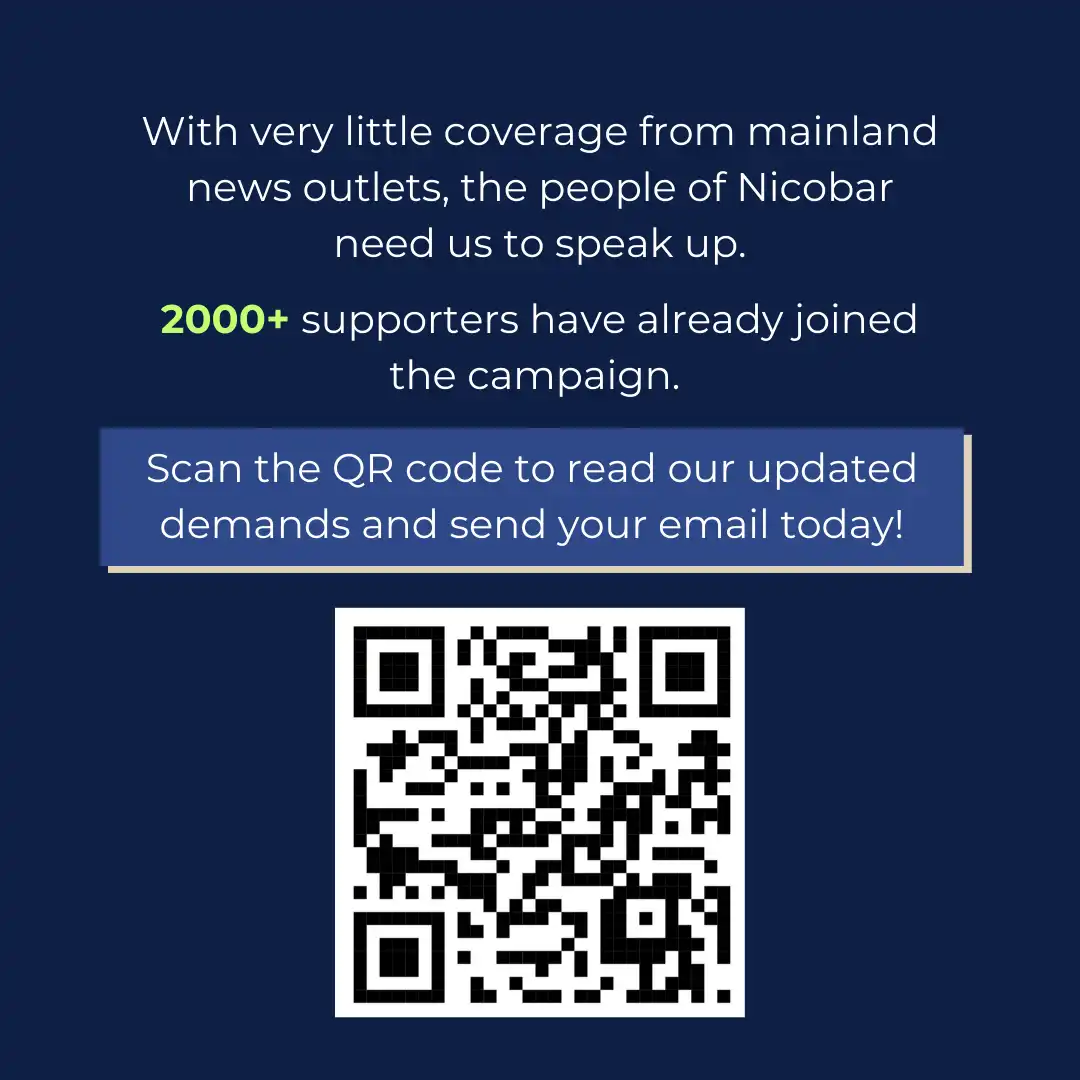 With very little coverage from mainland
news outlets, the people of Nicobar
need us to speak up.
2000+ supporters have already joined
the campaign.
Scan the QR code to read our updated
demands and send your email today!